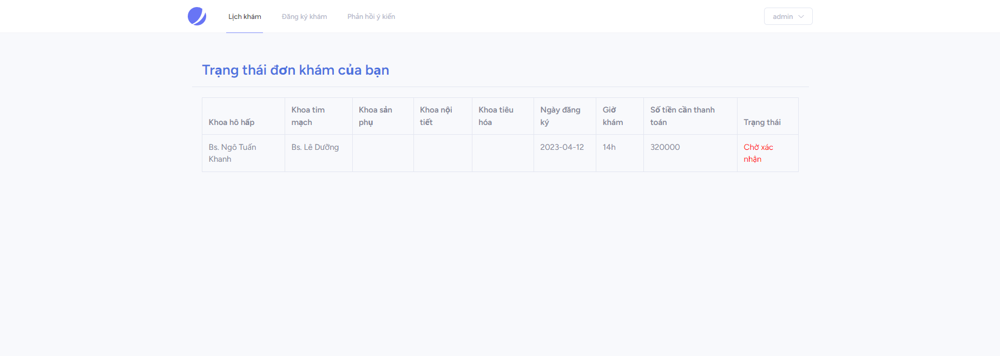 Lịch khám
Đăng ký khám
Phản hồi ý kiến
admin
Trạng thái đơn khám của bạn
Khoa hô hấp
Khoa tim
mạch
Khoa sản
phụ
Khoa nội
tiết
Khoa tiêu
hóa
Ngày đăng
ký
Giờ
khám
Số tiền cần thanh
toán
Trạng thái
Bs. Ngô Tuấn
Khanh
Bs. Lê Dưỡng
2023-04-12
14h
320000
Chờ xác
nhận